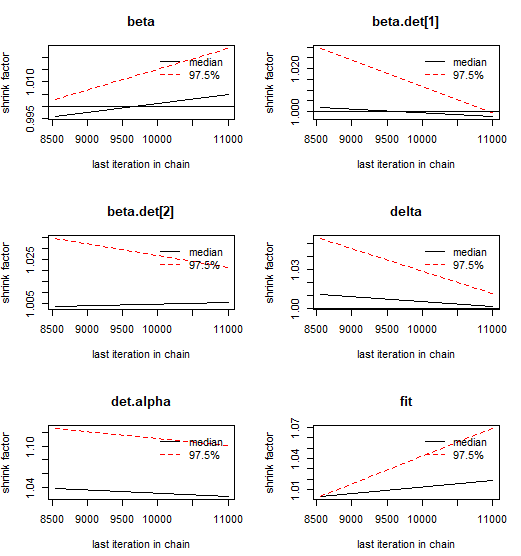 beta
shrink factor
0.995 1.010
median
97.5%
8500 9000 9500 10000 11000
last iteration in chain
beta.det[1]
shrink factor
1.000 1.020
median
97.5%
8500 9000 9500 10000 11000
last iteration in chain
beta.det[2]
shrink factor
1.005 1.025
median
97.5%
8500 9000 9500 10000 11000
last iteration in chain
delta
shrink factor
1.00 1.03
median
97.5%
8500 9000 9500 10000 11000
last iteration in chain
det.alpha
shrink factor
1.04 1.10
median
97.5%
8500 9000 9500 10000 11000
last iteration in chain
fit
shrink factor
1.01 1.04 1.07
median
97.5%
8500 9000 9500 10000 11000
last iteration in chain